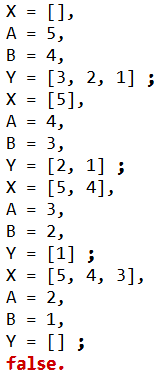 X = [],
A = 5,
B = 4,
Y = [3, 2, 1] ;
X = [5],
A = 4,
B = 3,
Y = [2, 1] ;
X = [5, 4],
A = 3,
B = 2,
Y = [1] ;
X = [5, 4, 3],
A = 2,
B = 1,
Y = [] ;
false.